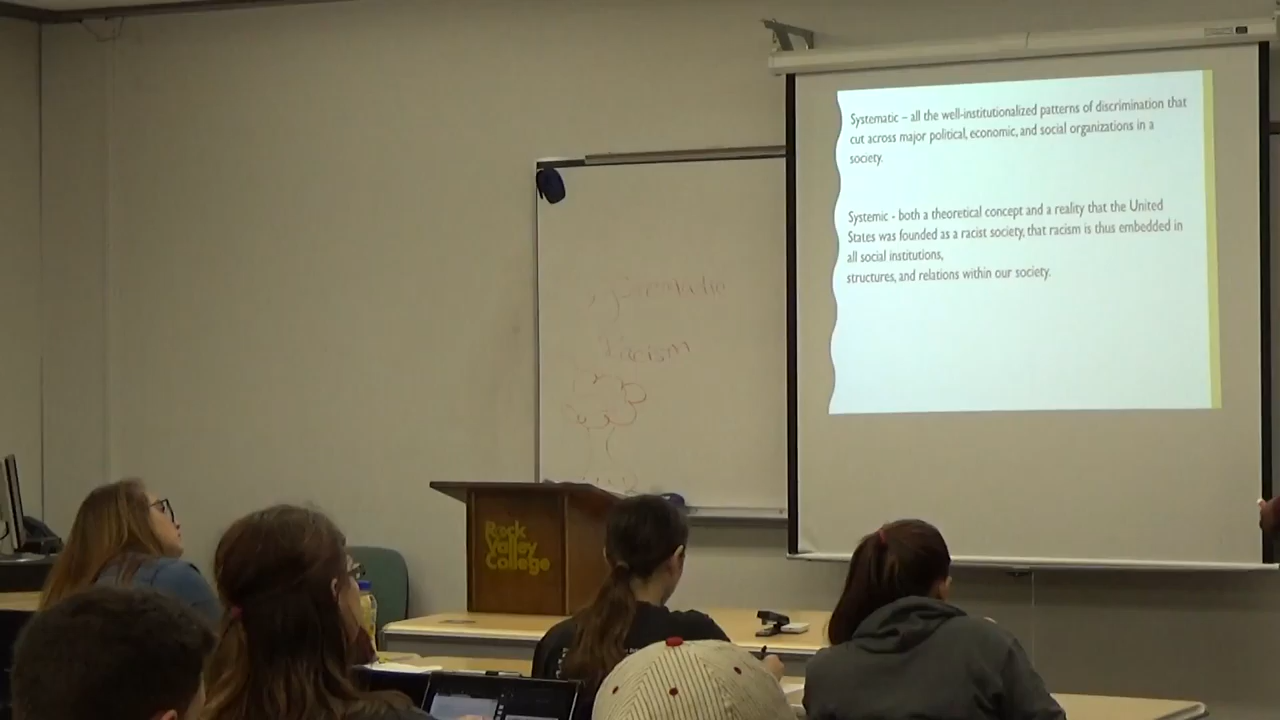 Systematic – all the well-institutionalized patterns of discrimination that
cut across major political, economic, and social organizations in a
society.
Systemic - both a theoretical concept and a reality that the United
States was founded as a racist society, that racism is thus embedded in
all social institutions,
structures, and relations within our society.
Racism
Rock
Valley
College